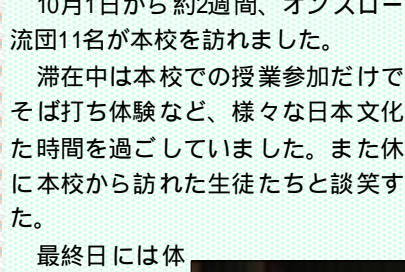 10月1日から約2週間、オンスロー
流団11名が本校を訪れました。
滞在中は本校での授業参加だけで
そば打ち体験など、様々な日本文化
た時間を過ごしていました。また休
に本校から訪れた生徒たちと談笑す
た。
最終日には体